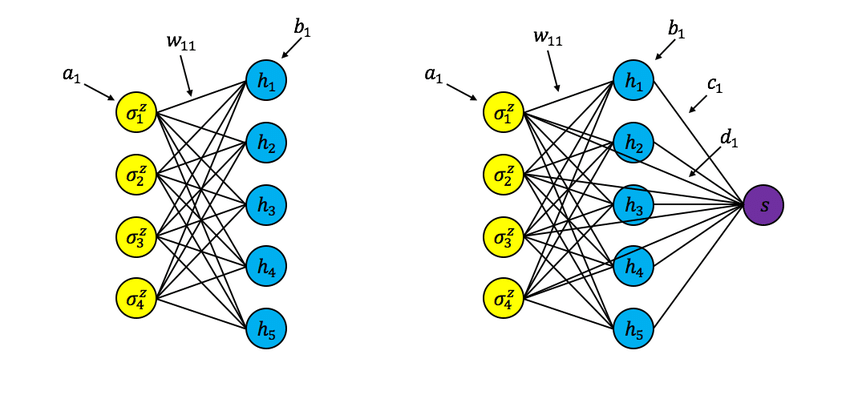 a₁
w₁₁
b₁
σ₁ᶻ
σ₂ᶻ
σ₃ᶻ
σ₄ᶻ
h₁
h₂
h₃
h₄
h₅
a₁
w₁₁
b₁
c₁
d₁
σ₁ᶻ
σ₂ᶻ
σ₃ᶻ
σ₄ᶻ
h₁
h₂
h₃
h₄
h₅
s